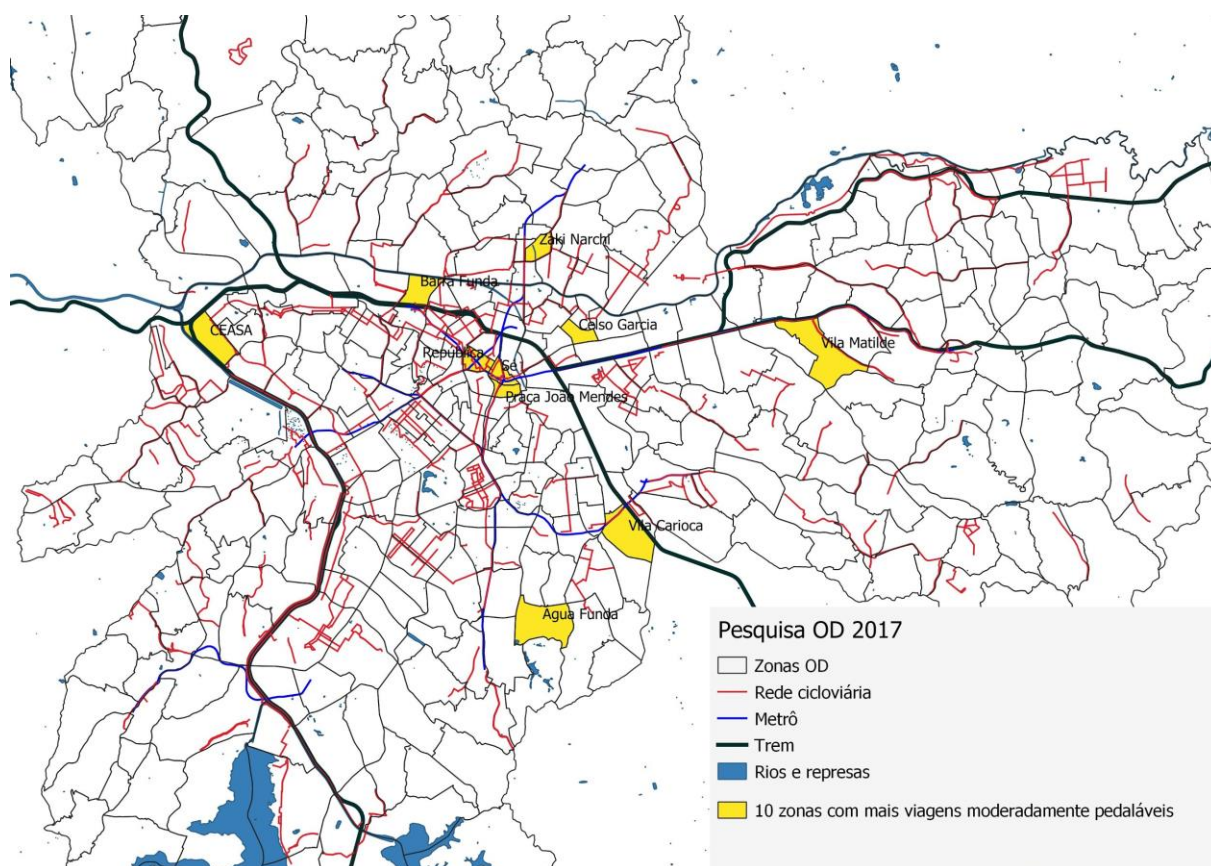 Zaki Narchi
Barra Funda
CEASA
Celso Garcia
República
Sé
Vila Matilde
Praça João Mendes
Vila Carioca
Água Funda
Pesquisa OD 2017
Zonas OD
Rede cicloviária
Metrô
Trem
Rios e represas
10 zonas com mais viagens moderadamente pedaláveis